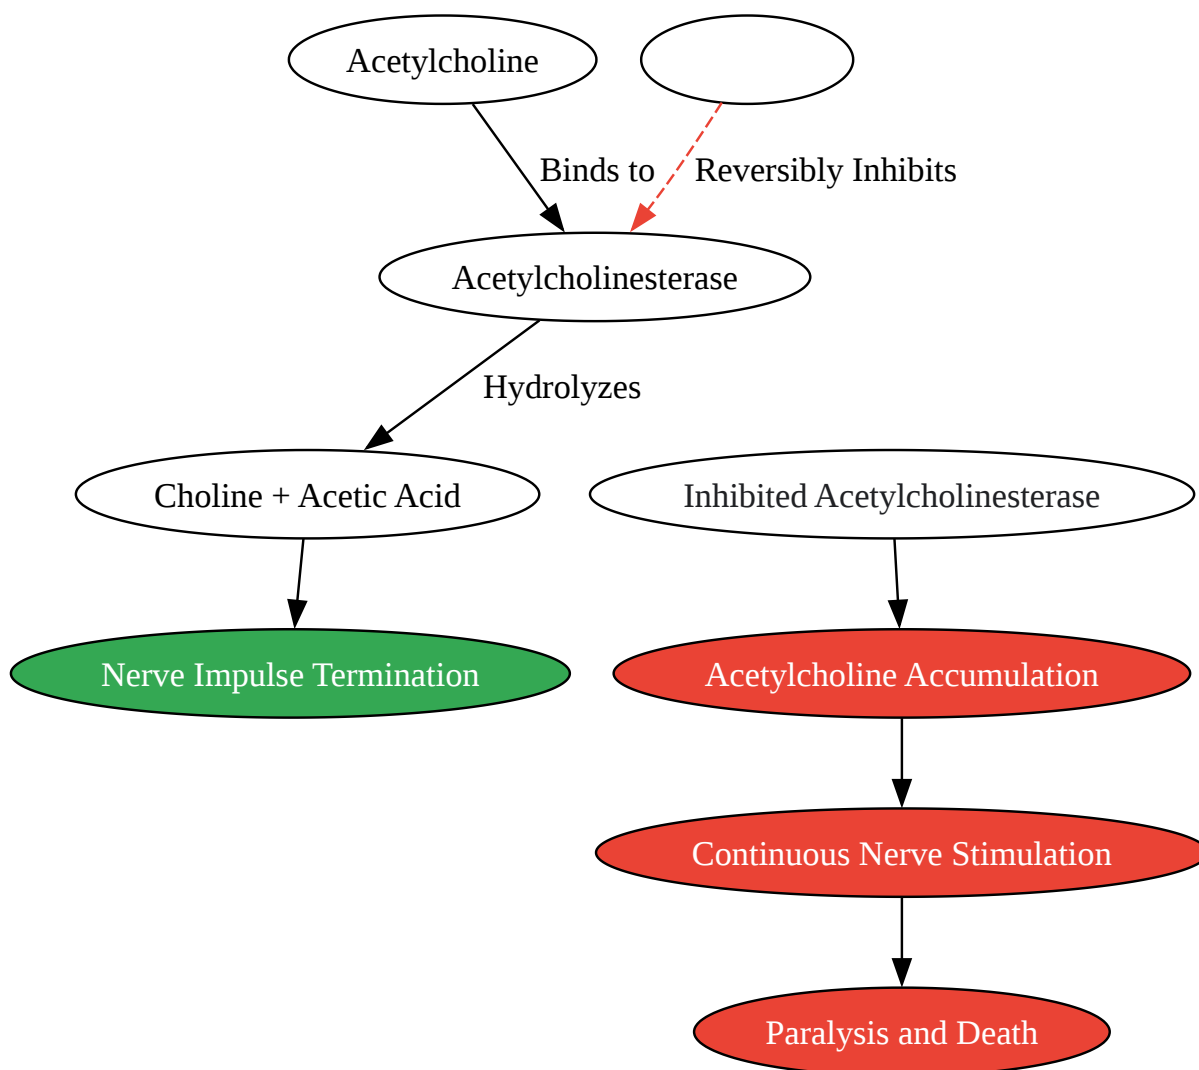 Acetylcholine
Binds to
Reversibly Inhibits
Acetylcholinesterase
Hydrolyzes
Choline + Acetic Acid
Inhibited Acetylcholinesterase
Nerve Impulse Termination
Acetylcholine Accumulation
Continuous Nerve Stimulation
Paralysis and Death